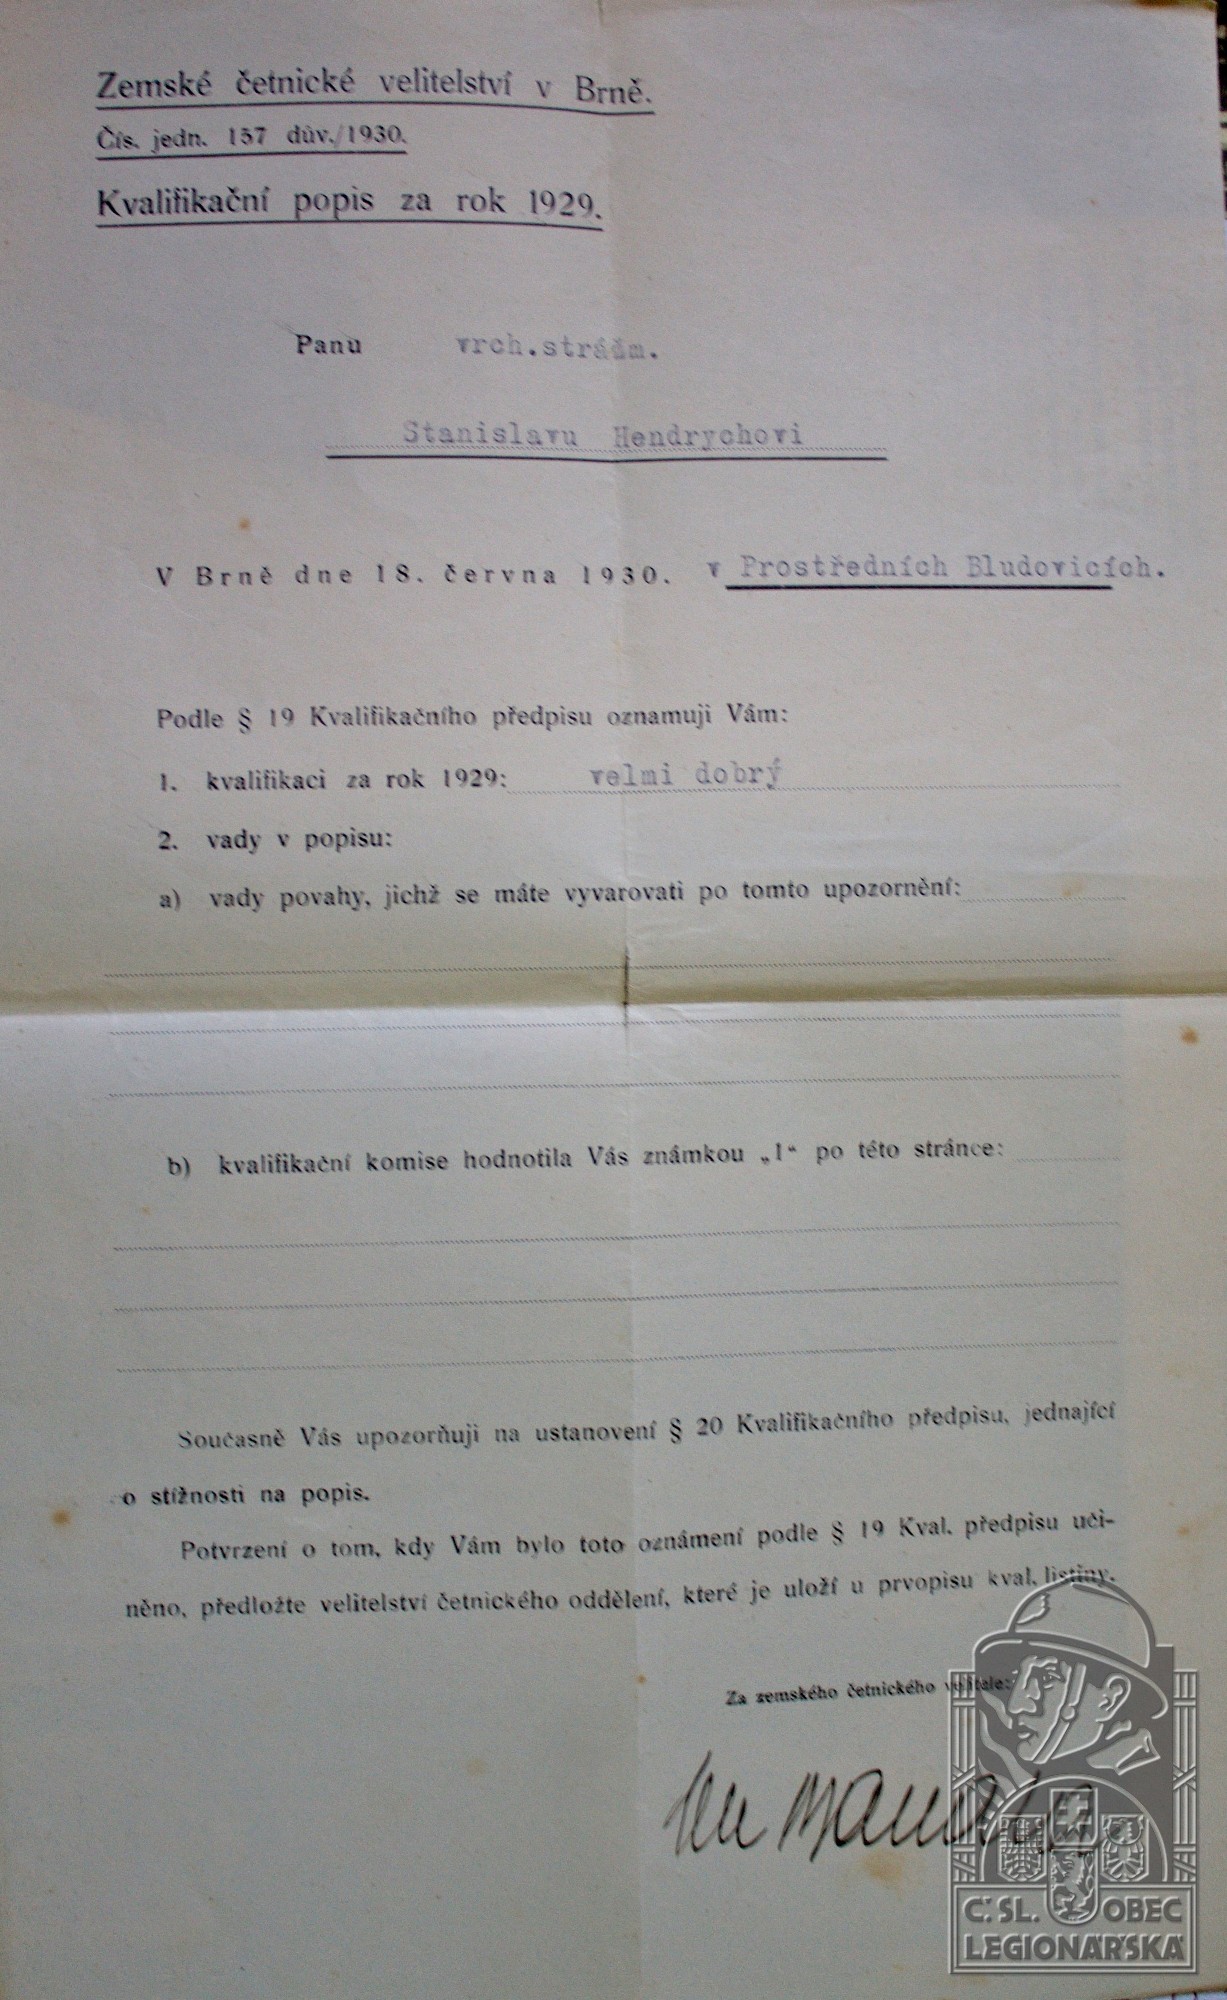 Zemské četnické velitelství v Brně.
Čís. jedn. 157 dův./1930.
Kvalifikační popis za rok 1929.
Panu vrch.strážm.
Stanislavu Hendrychovi
V Brně dne 18. června 1930. v Prostředních Bludovicích.
Podle § 19 Kvalifikačního předpisu oznamuji Vám:
1. kvalifikaci za rok 1929: velmi dobrý
2. vady v popisu:
a) vady povahy, jichž se máte vyvarovati po tomto upozornění:
b) kvalifikační komise hodnotila Vás známkou „1“ po této stránce:
Současně Vás upozorňuji na ustanovení § 20 Kvalifikačního předpisu, jednající
o stížnosti na popis.
Potvrzení o tom, kdy Vám bylo toto oznámení podle § 19 Kval. předpisu uči-
něno, předložte velitelství četnického oddělení, které je uloží u prvopisu kval. listiny.
Za zemského četnického velitele:
Č.SL. OBEC
LEGIONÁŘSKÁ